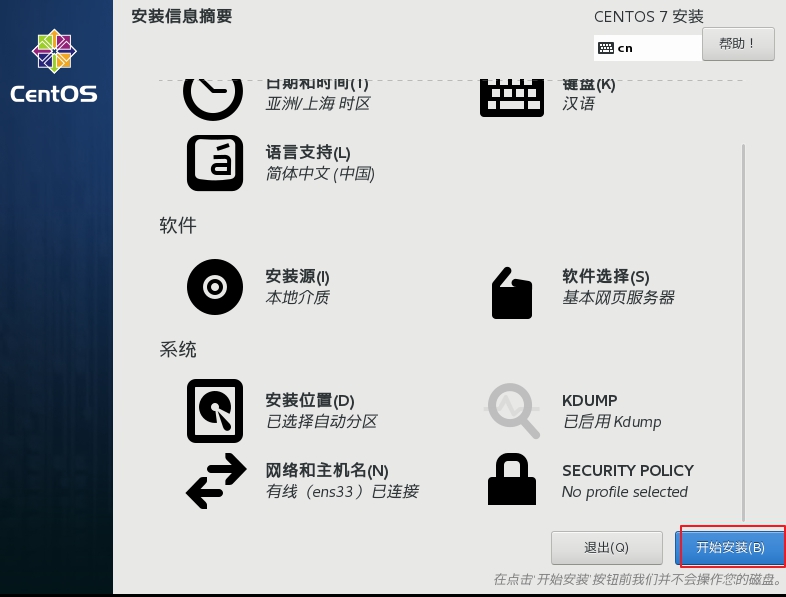 CentOS
安装信息摘要
CENTOS 7 安装
cn
帮助！
日期和时间(T)
亚洲/上海 时区
键盘(K)
汉语
语言支持(L)
简体中文 (中国)
软件
安装源(I)
本地介质
软件选择(S)
基本网页服务器
系统
安装位置(D)
已选择自动分区
KDUMP
已启用 Kdump
网络和主机名(N)
有线（ens33）已连接
SECURITY POLICY
No profile selected
退出(Q)
开始安装(B)
在点击'开始安装'按钮前我们并不会操作您的磁盘。